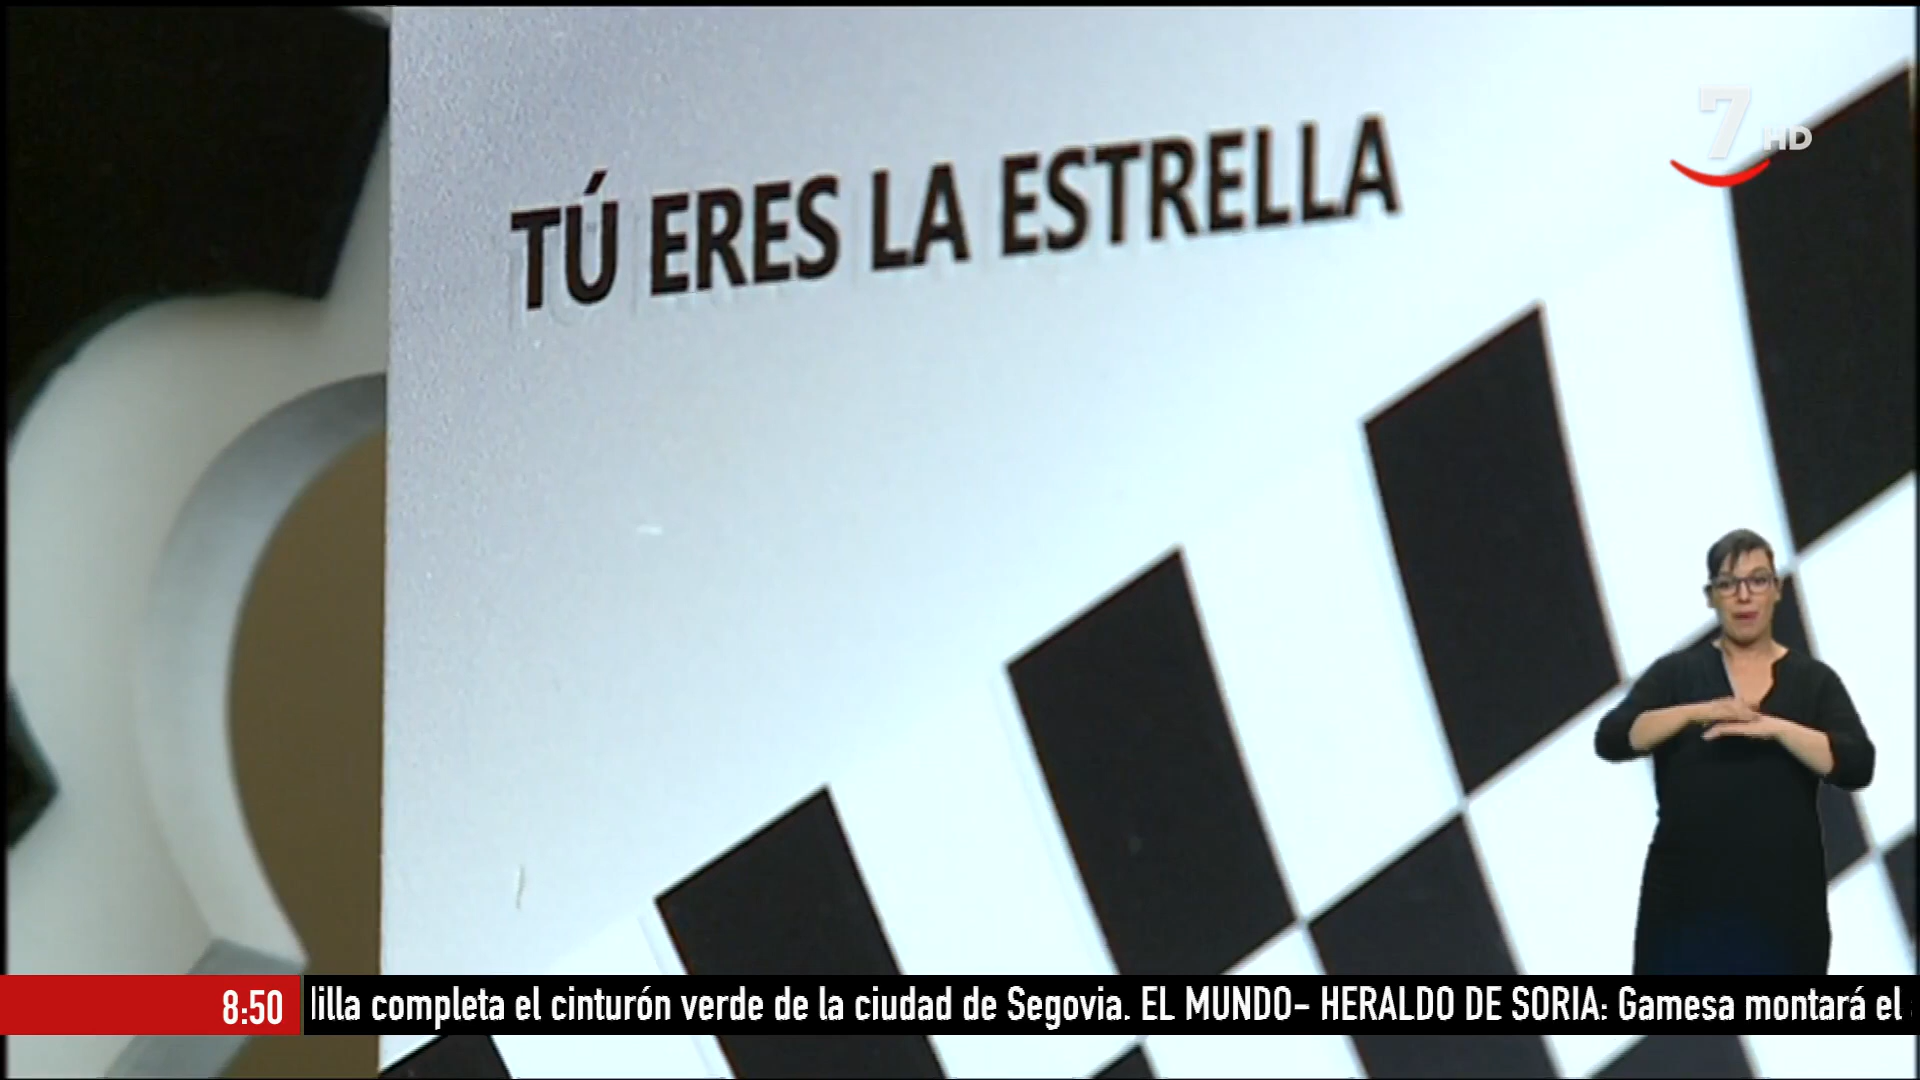 TÚ ERES LA ESTRELLA
7 HD
8:50
lilla completa el cinturón verde de la ciudad de Segovia. EL MUNDO- HERALDO DE SORIA: Gamesa montará el